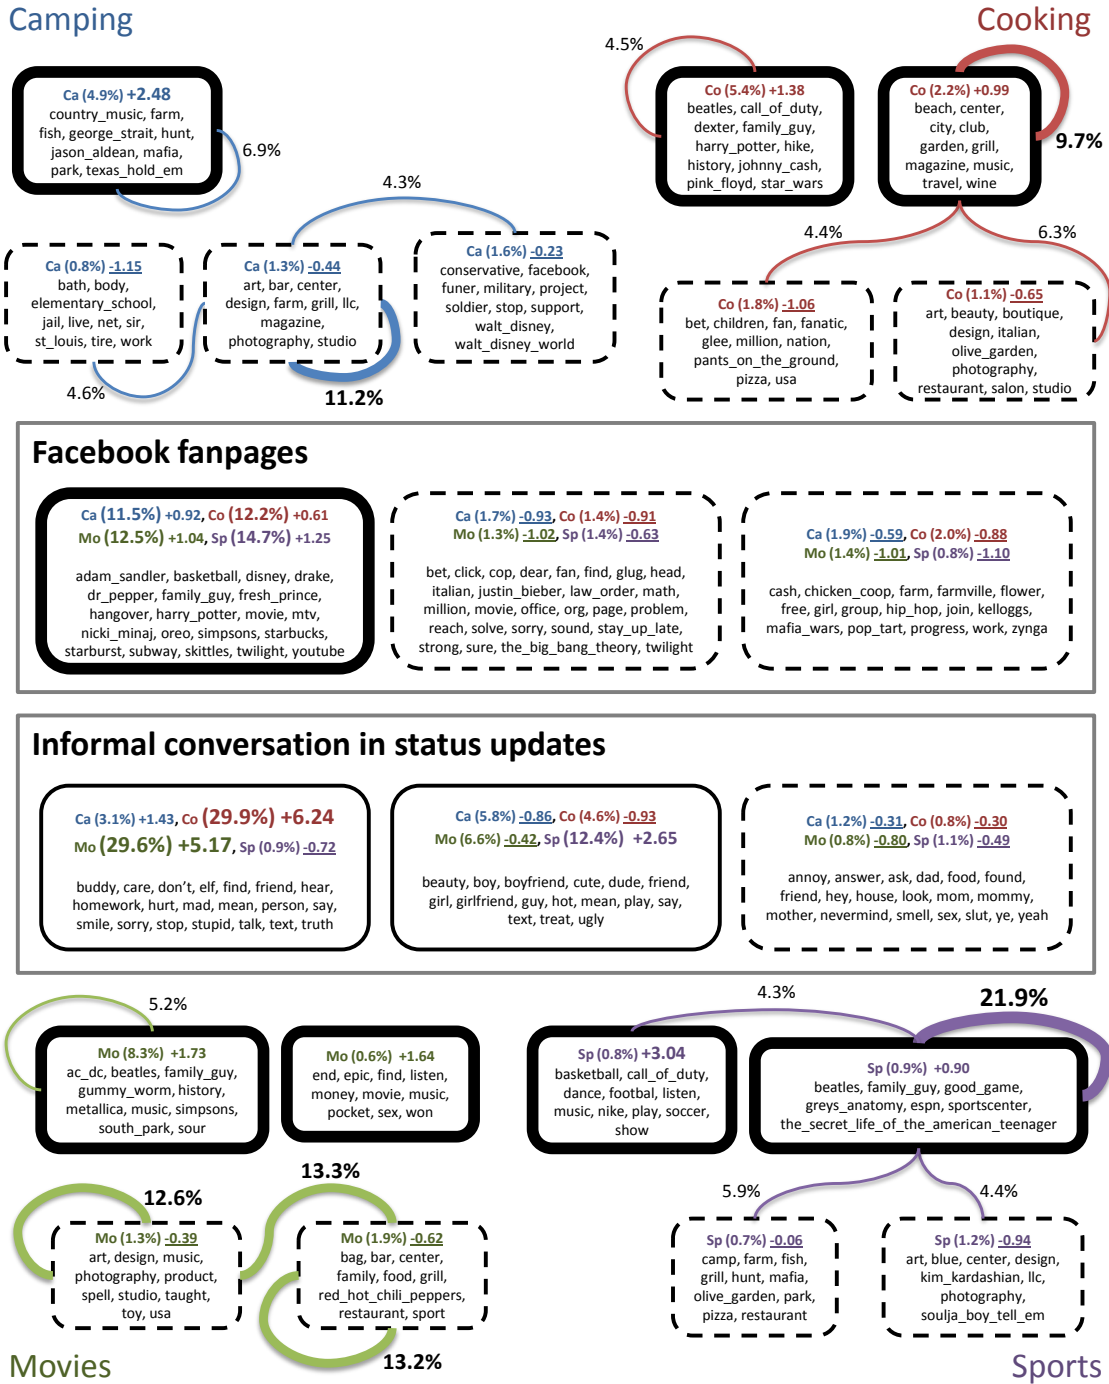 Camping
Cooking
4.5%
Ca (4.9%) +2.48
country_music, farm,
fish, george_strait, hunt,
jason_aldean, mafia,
park, texas_hold_em
6.9%
Co (5.4%) +1.38
beatles, call_of_duty,
dexter, family_guy,
harry_potter, hike,
history, johnny_cash,
pink_floyd, star_wars
Co (2.2%) +0.99
beach, center,
city, club,
garden, grill,
magazine, music,
travel, wine
9.7%
4.3%
4.4%
6.3%
Ca (0.8%) -1.15
bath, body,
elementary_school,
jail, live, net, sir,
st_louis, tire, work
Ca (1.3%) -0.44
art, bar, center,
design, farm, grill, llc,
magazine,
photography, studio
Ca (1.6%) -0.23
conservative, facebook,
funer, military, project,
soldier, stop, support,
walt_disney,
walt_disney_world
Co (1.8%) -1.06
bet, children, fan, fanatic,
glee, million, nation,
pants_on_the_ground,
pizza, usa
Co (1.1%) -0.65
art, beauty, boutique,
design, italian,
olive_garden,
photography,
restaurant, salon, studio
4.6%
11.2%
Facebook fanpages
Ca (11.5%) +0.92, Co (12.2%) +0.61
Mo (12.5%) +1.04, Sp (14.7%) +1.25
adam_sandler, basketball, disney, drake,
dr_pepper, family_guy, fresh_prince,
hangover, harry_potter, movie, mtv,
nicki_minaj, oreo, simpsons, starbucks,
starburst, subway, skittles, twilight, youtube
Ca (1.7%) -0.93, Co (1.4%) -0.91
Mo (1.3%) -1.02, Sp (1.4%) -0.63
bet, click, cop, dear, fan, find, glug, head,
italian, justin_bieber, law_order, math,
million, movie, office, org, page, problem,
reach, solve, sorry, sound, stay_up_late,
strong, sure, the_big_bang_theory, twilight
Ca (1.9%) -0.59, Co (2.0%) -0.88
Mo (1.4%) -1.01, Sp (0.8%) -1.10
cash, chicken_coop, farm, farmville, flower,
free, girl, group, hip_hop, join, kelloggs,
mafia_wars, pop_tart, progress, work, zynga
Informal conversation in status updates
Ca (3.1%) +1.43, Co (29.9%) +6.24
Mo (29.6%) +5.17, Sp (0.9%) -0.72
buddy, care, don't, elf, find, friend, hear,
homework, hurt, mad, mean, person, say,
smile, sorry, stop, stupid, talk, text, truth
Ca (5.8%) -0.86, Co (4.6%) -0.93
Mo (6.6%) -0.42, Sp (12.4%) +2.65
beauty, boy, boyfriend, cute, dude, friend,
girl, girlfriend, guy, hot, mean, play, say,
text, treat, ugly
Ca (1.2%) -0.31, Co (0.8%) -0.30
Mo (0.8%) -0.80, Sp (1.1%) -0.49
annoy, answer, ask, dad, food, found,
friend, hey, house, look, mom, mommy,
mother, nevermind, smell, sex, slut, ye, yeah
5.2%
4.3%
21.9%
Mo (8.3%) +1.73
ac_dc, beatles, family_guy,
gummy_worm, history,
metallica, music, simpsons,
south_park, sour
Mo (0.6%) +1.64
end, epic, find, listen,
money, movie, music,
pocket, sex, won
Sp (0.8%) +3.04
basketball, call_of_duty,
dance, footbal, listen,
music, nike, play, soccer,
show
Sp (0.9%) +0.90
beatles, family_guy, good_game,
greys_anatomy, espn, sportscenter,
the_secret_life_of_the_american_teenager
12.6%
13.3%
5.9%
4.4%
Mo (1.3%) -0.39
art, design, music,
photography, product,
spell, studio, taught,
toy, usa
Mo (1.9%) -0.62
bag, bar, center,
family, food, grill,
red_hot_chili_peppers,
restaurant, sport
Sp (0.7%) -0.06
camp, farm, fish,
grill, hunt, mafia,
olive_garden, park,
pizza, restaurant
Sp (1.2%) -0.94
art, blue, center, design,
kim_kardashian, llc,
photography,
soulja_boy_tell_em
13.2%
Movies
Sports